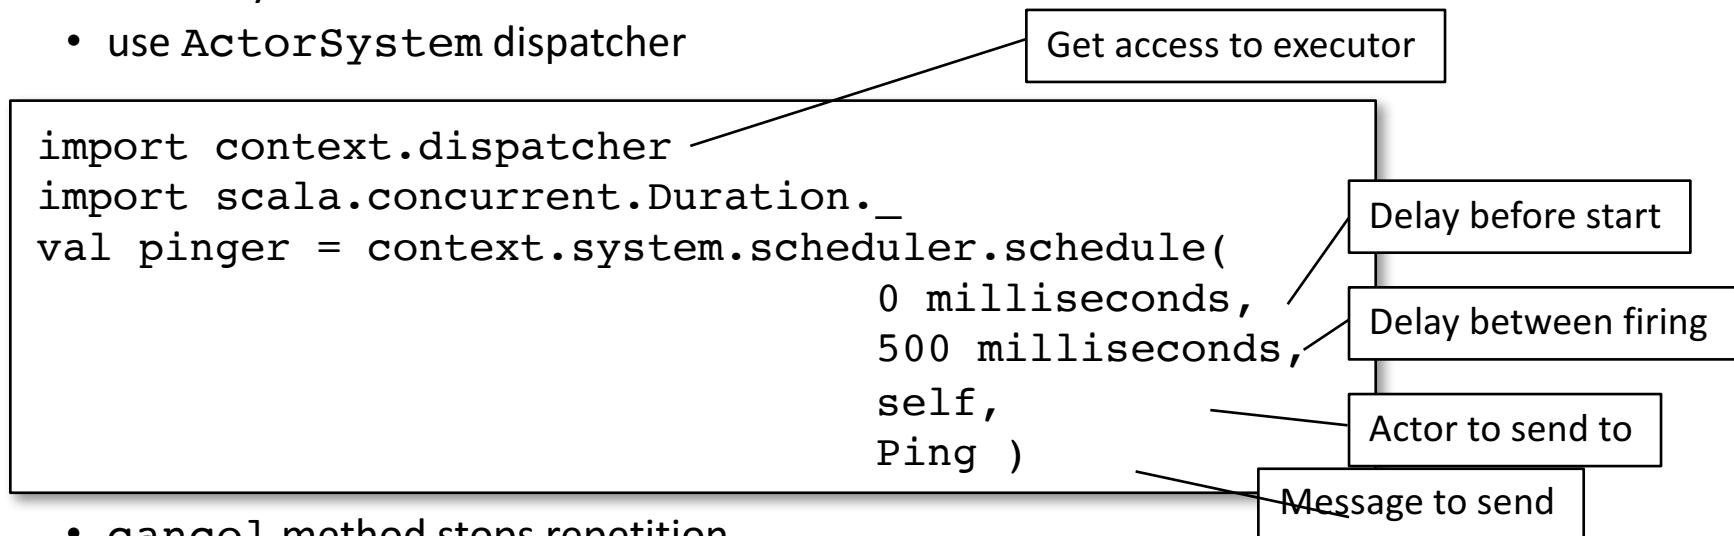 • use ActorSystem dispatcher
Get access to executor
import context.dispatcher
import scala.concurrent.Duration._
val pinger = context.system.scheduler.schedule(
Delay before start
0 milliseconds,
500 milliseconds,
Delay between firing
self,
Actor to send to
Ping )
Message to send
• cancel method stops repetition